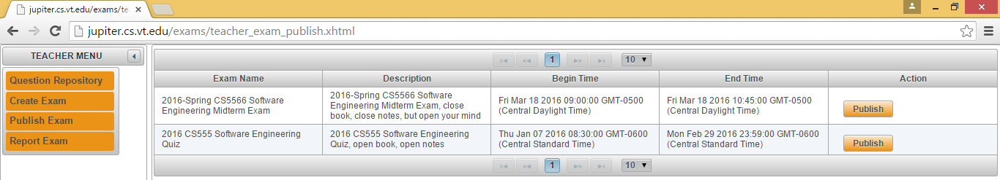 jupiter.cs.vt.edu/exams/te
jupiter.cs.vt.edu/exams/teacher_exam_publish.xhtml
TEACHER MENU
Question Repository
Create Exam
Publish Exam
Report Exam
1
10
Exam Name Description Begin Time End Time Action
2016-Spring CS5566 Software
Engineering Midterm Exam
2016-Spring CS5566 Software
Engineering Midterm Exam, close
book, close notes, but open your mind
Fri Mar 18 2016 09:00:00 GMT-0500
(Central Daylight Time)
Fri Mar 18 2016 10:45:00 GMT-0500
(Central Daylight Time)
Publish
2016 CS555 Software Engineering
Quiz
2016 CS555 Software Engineering
Quiz, open book, open notes
Thu Jan 07 2016 08:30:00 GMT-0600
(Central Standard Time)
Mon Feb 29 2016 23:59:00 GMT-0600
(Central Standard Time)
Publish
1
10